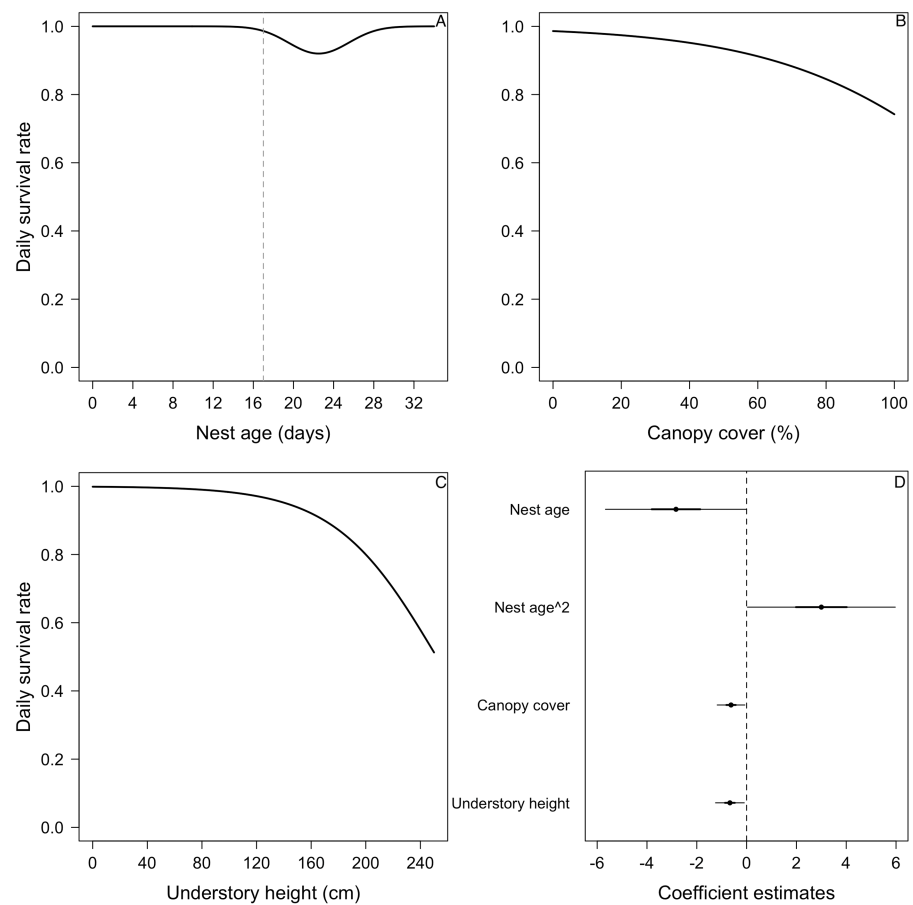 A
1.0
0.8
0.6
0.4
0.2
0.0
Daily survival rate
0 4 8 12 16 20 24 28 32
Nest age (days)
B
1.0
0.8
0.6
0.4
0.2
0.0
0 20 40 60 80 100
Canopy cover (%)
C
1.0
0.8
0.6
0.4
0.2
0.0
Daily survival rate
0 40 80 120 160 200 240
Understory height (cm)
D
Nest age
Nest age^2
Canopy cover
Understory height
-6 -4 -2 0 2 4 6
Coefficient estimates